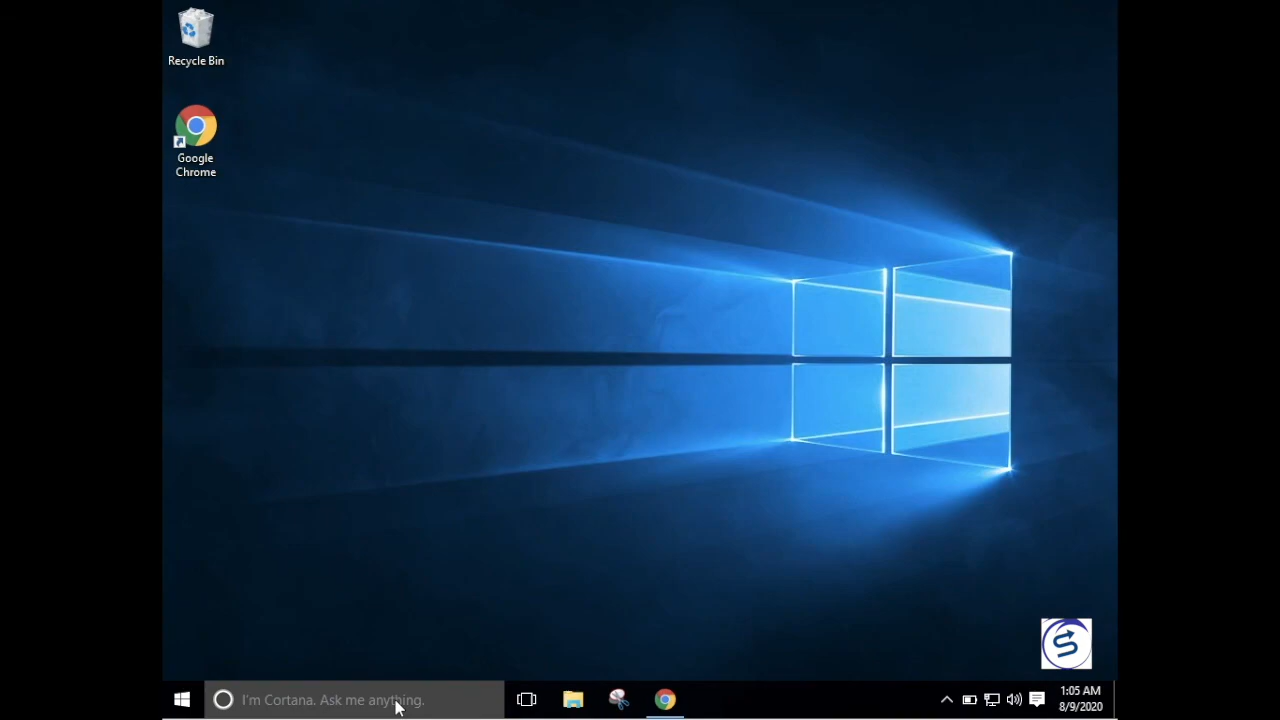 Recycle Bin
Google
Chrome
I'm Cortana. Ask me anything.
1:05 AM
8/9/2020